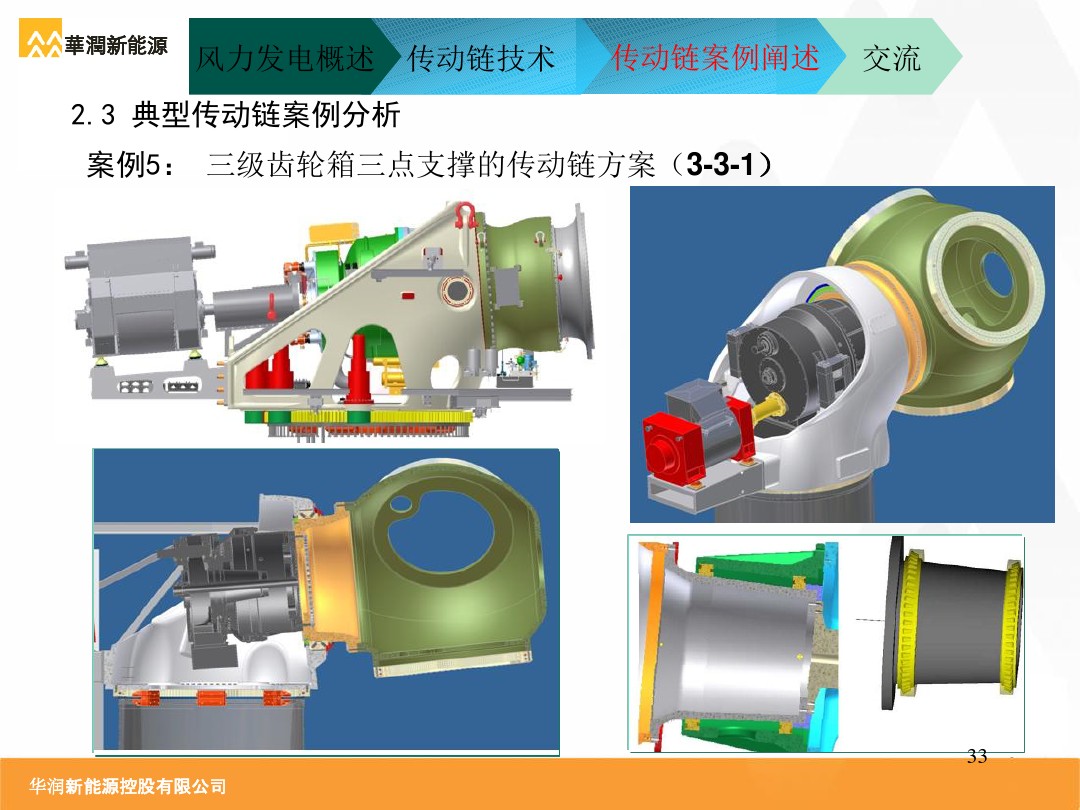 華潤新能源
风力发电概述 传动链技术 传动链案例阐述 交流
2.3 典型传动链案例分析
案例5： 三级齿轮箱三点支撑的传动链方案（3-3-1）
33
华润新能源控股有限公司